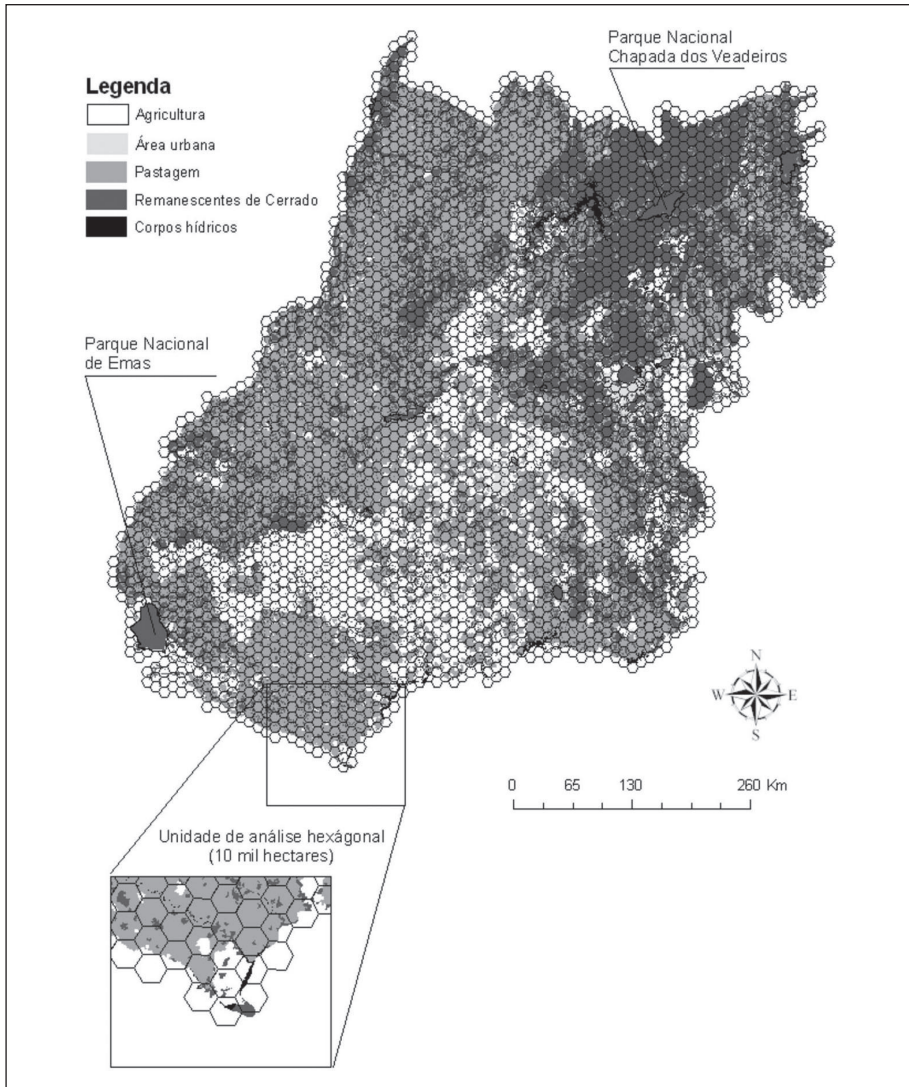 Parque Nacional
Chapada dos Veadeiros
Legenda
Agricultura
Área urbana
Pastagem
Remanescentes de Cerrado
Corpos hídricos
Parque Nacional
de Emas
N
W
E
S
0 65 130 260 Km
Unidade de análise hexágonal
(10 mil hectares)